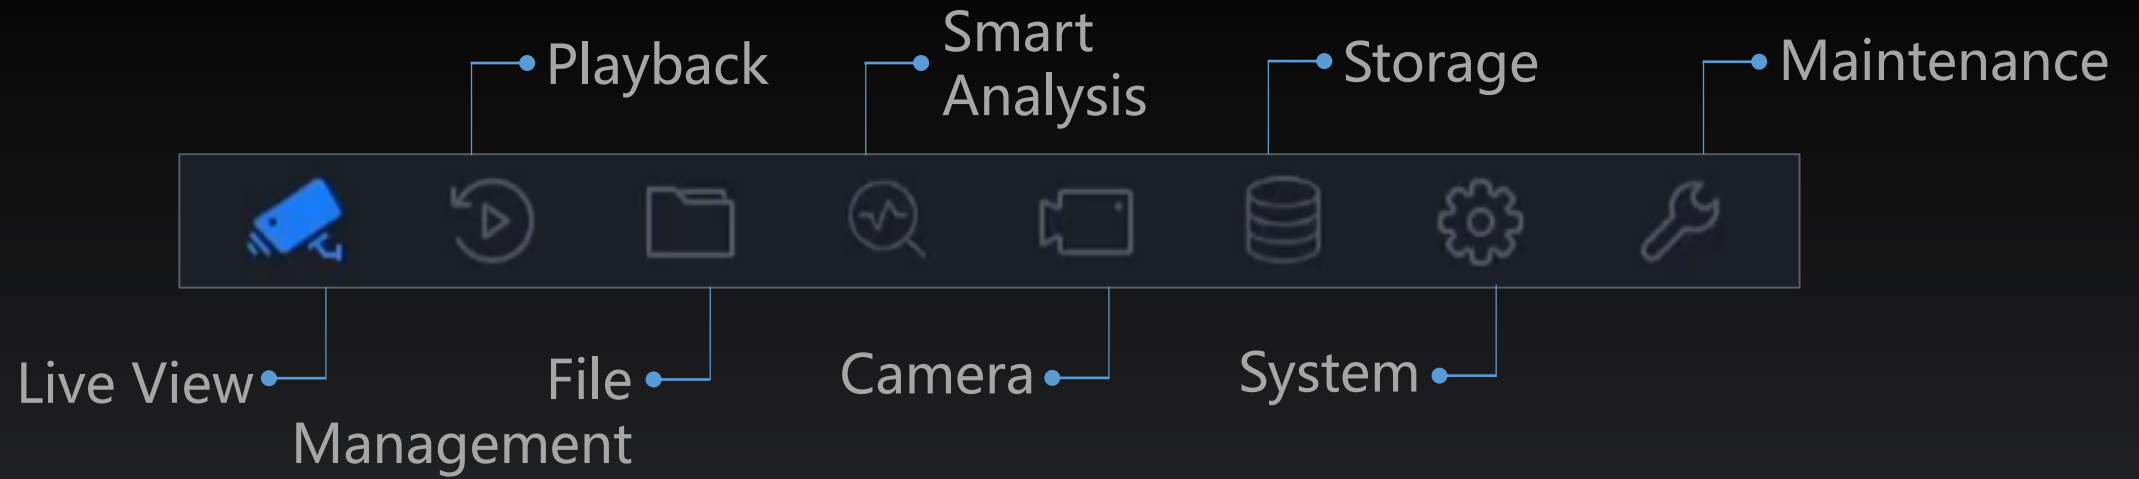 Playback
Smart
Analysis
Storage
Maintenance
Live View
File
Management
Camera
System